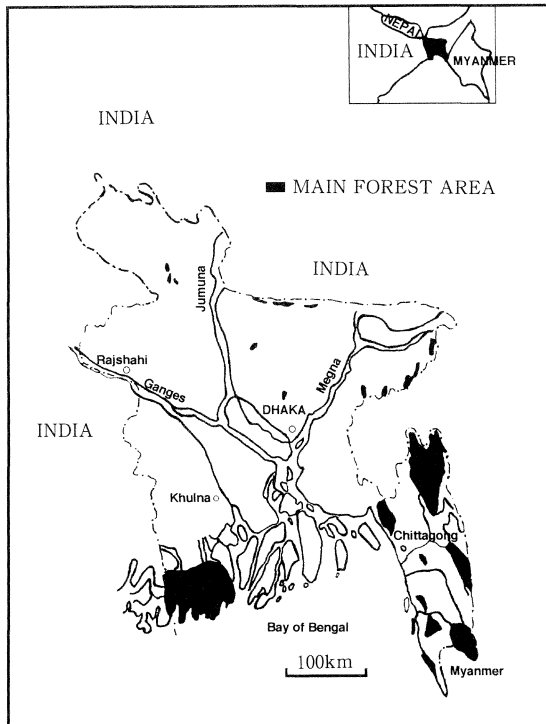 NEPAL
INDIA
MYANMER
INDIA
MAIN FOREST AREA
INDIA
Jumuna
Rajshahi
Ganges
Megna
DHAKA
INDIA
Khulna
Chittagong
Bay of Bengal
100km
Myanmer